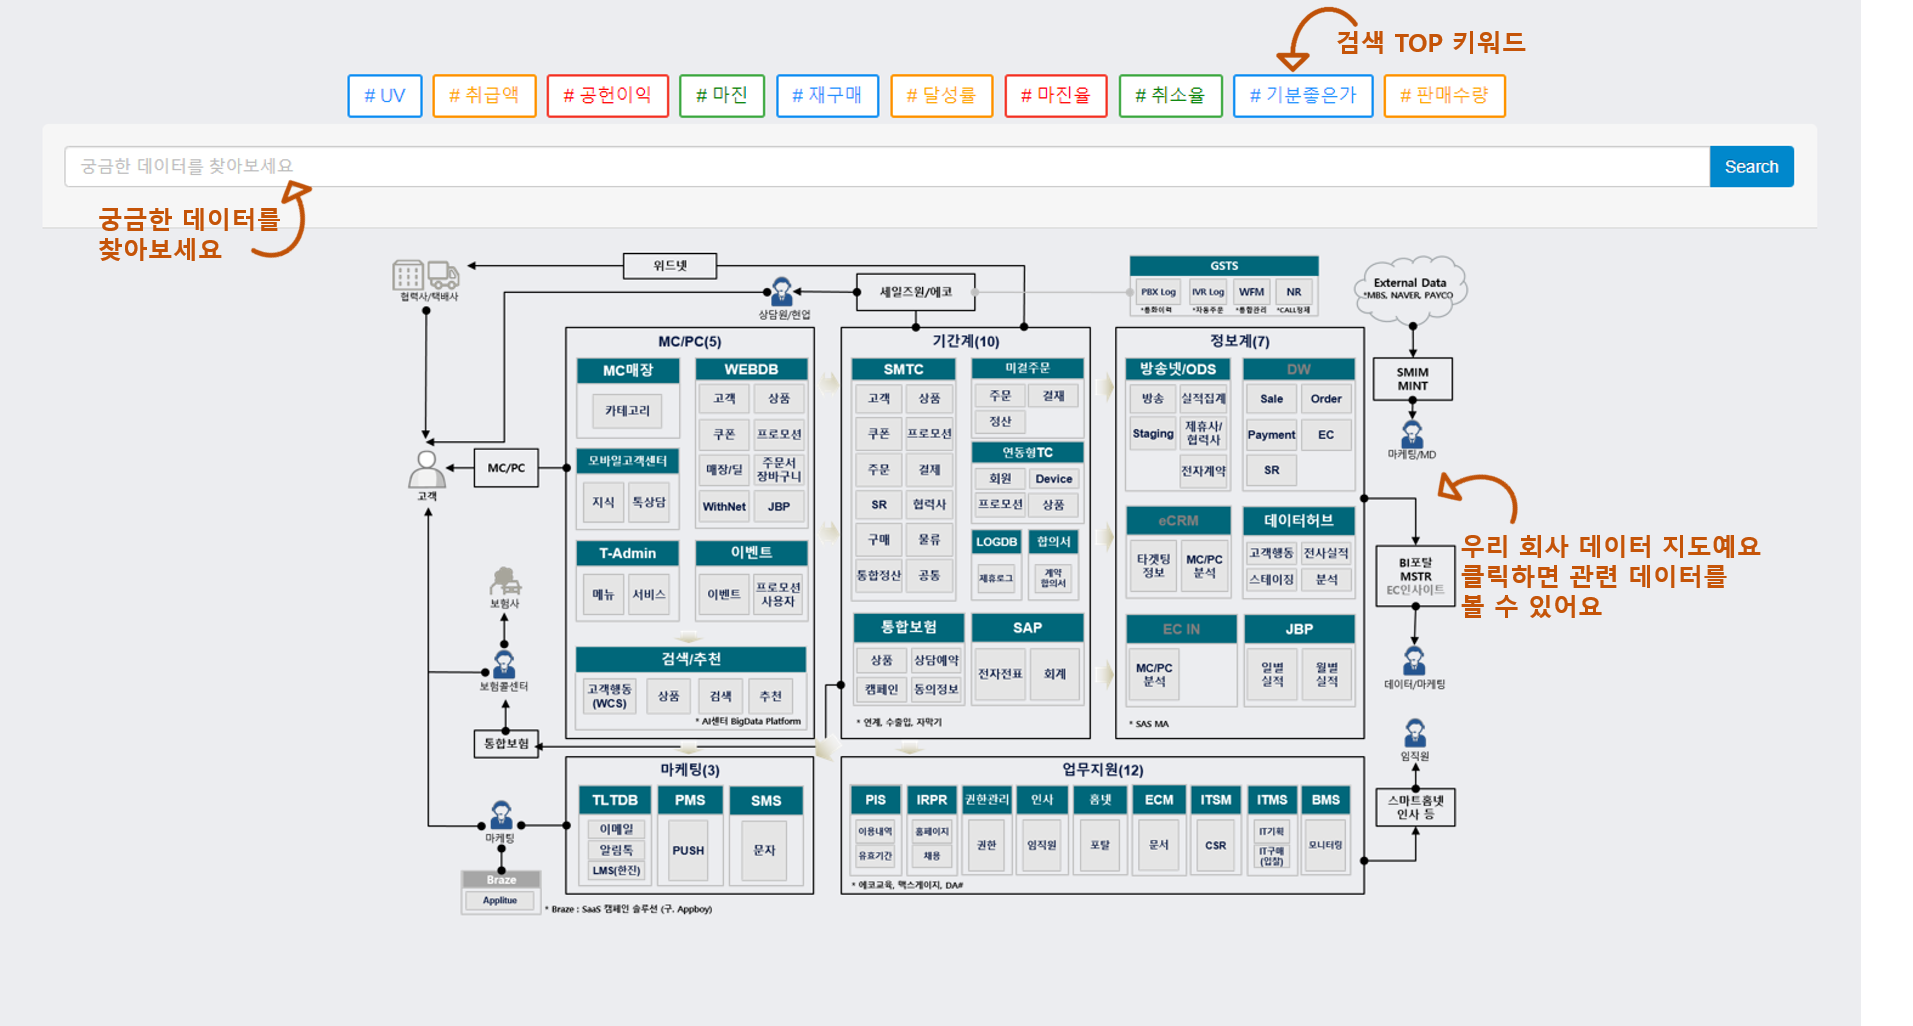 검색 TOP 키워드
# UV
# 취급액
# 공헌이익
# 마진
# 재구매
# 달성률
# 마진율
# 취소율
# 기분좋은가
# 판매수량
궁금한 데이터를 찾아보세요
Search
궁금한 데이터를
찾아보세요
위드넷
협력사/택배사
상담원/현업
세일즈원/에코
GSTS
PBX Log
IVR Log
WFM
NR
*통화이력
*자동주문
*통합관리
*CALL정제
External Data
*MBS, NAVER, PAYCO
SMIM
MINT
마케팅/MD
고객
MC/PC
MC/PC(5)
MC매장
카테고리
모바일고객센터
지식
톡상담
T-Admin
메뉴
서비스
WEBDB
고객
상품
쿠폰
프로모션
매장/딜
주문서
장바구니
WithNet
JBP
이벤트
이벤트
프로모션
사용자
검색/추천
고객행동
(WCS)
상품
검색
추천
* AI센터 BigData Platform
기간계(10)
SMTC
고객
상품
쿠폰
프로모션
주문
결제
SR
협력사
구매
물류
통합정산
공통
미결주문
주문
결재
정산
연동형TC
회원
Device
프로모션
상품
LOGDB
제휴로그
합의서
계약
합의서
통합보험
상품
상담예약
캠페인
동의정보
SAP
전자전표
회계
* 연계, 수출입, 자막기
정보계(7)
방송넷/ODS
방송
실적집계
Staging
제휴사/
협력사
전자계약
DW
Sale
Order
Payment
EC
SR
eCRM
타겟팅
정보
MC/PC
분석
데이터허브
고객행동
전사실적
스테이징
분석
EC IN
MC/PC
분석
JBP
일별
실적
월별
실적
* SAS MA
BI포탈
MSTR
EC인사이트
우리 회사 데이터 지도예요
클릭하면 관련 데이터를
볼 수 있어요
데이터/마케팅
임직원
스마트홈넷
인사 등
보험사
보험콜센터
통합보험
마케팅
Braze
Applitue
* Braze : SaaS 캠페인 솔루션 (구. Appboy)
마케팅(3)
TLTDB
이메일
알림톡
LMS(한진)
PMS
PUSH
SMS
문자
업무지원(12)
PIS
이용내역
유효기간
IRPR
홈페이지
채용
권한관리
권한
인사
임직원
홈넷
포탈
ECM
문서
ITSM
CSR
ITMS
IT기획
IT구매
(입찰)
BMS
모니터링
* 에코교육, 맥스게이지, DA#